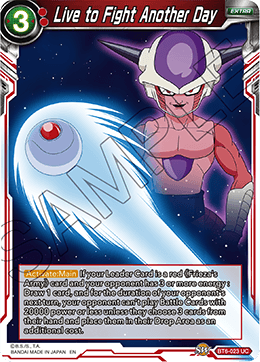 3
Live to Fight Another Day
EXTRA
SAMPLE
Activate:Main If your Leader Card is a red 《Frieza's
Army》 card and your opponent has 3 or more energy :
Draw 1 card, and for the duration of your opponent's
next turn, your opponent can't play Battle Cards with
20000 power or less unless they choose 3 cards from
their hand and place them in their Drop Area as an
additional cost.
©B.S./S., T.A.
BANDAI MADE IN JAPAN EN
BT6-023 UC